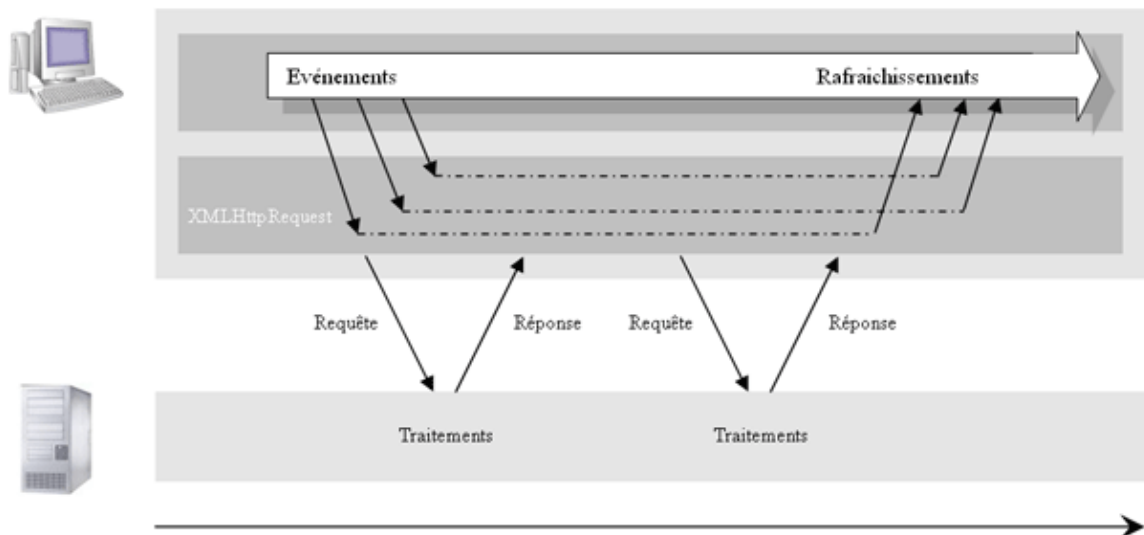 Evénements
Rafraichissements
XMLHttpRequest
Requête
Réponse
Requête
Réponse
Traitements
Traitements